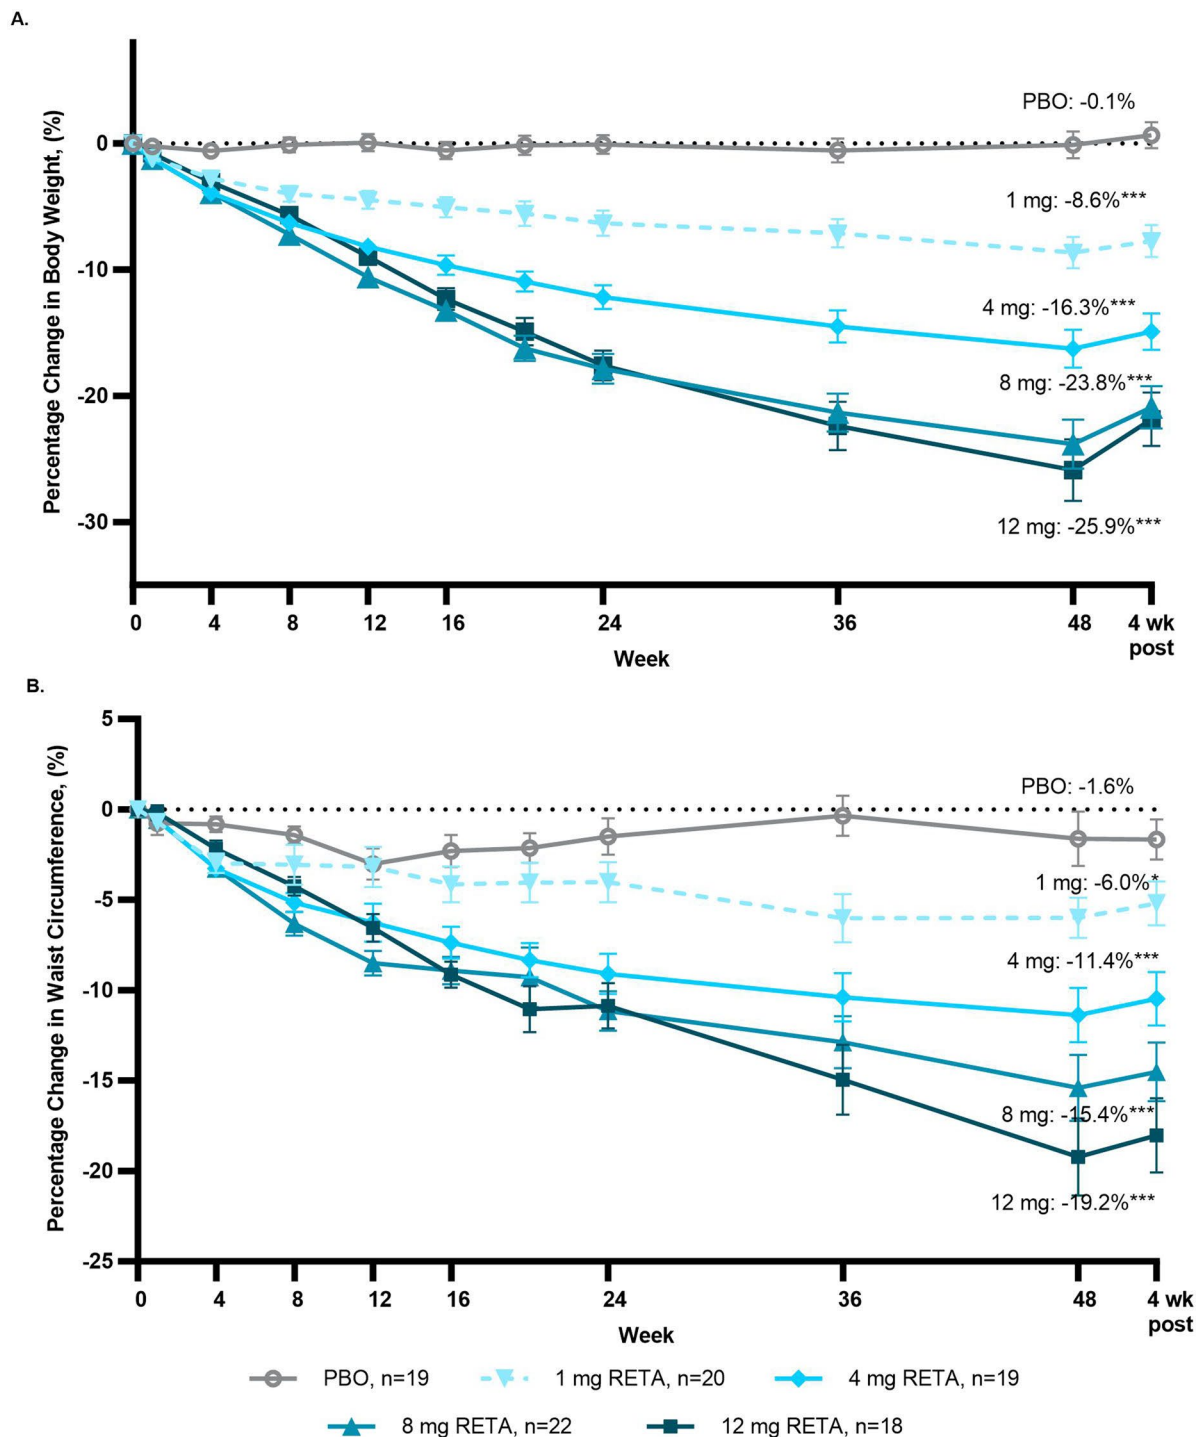 A.
Percentage Change in Body Weight, (%)
0
-10
-20
-30
PBO: -0.1%
1 mg: -8.6%***
4 mg: -16.3%***
8 mg: -23.8%***
12 mg: -25.9%***
0 4 8 12 16 24 36 48 4 wk
post
Week
B.
Percentage Change in Waist Circumference, (%)
5
0
-5
-10
-15
-20
-25
PBO: -1.6%
1 mg: -6.0%*
4 mg: -11.4%***
8 mg: -15.4%***
12 mg: -19.2%***
0 4 8 12 16 24 36 48 4 wk
post
Week
PBO, n=19 1 mg RETA, n=20 4 mg RETA, n=19
8 mg RETA, n=22 12 mg RETA, n=18